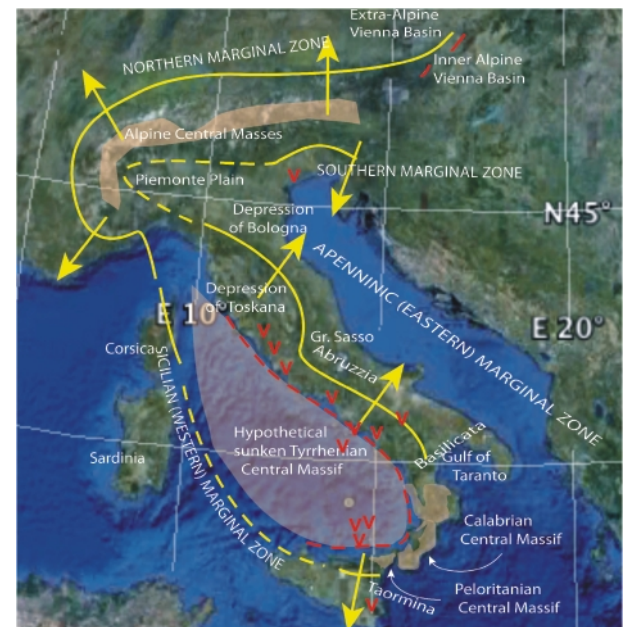 Extra-Alpine
Vienna Basin
NORTHERN MARGINAL ZONE
Inner Alpine
Vienna Basin
Alpine Central Masses
SOUTHERN MARGINAL ZONE
Piemonte Plain
Depression
of Bologna
N45°
APENNINIC (EASTERN) MARGINAL ZONE
Depression
of Toskana
E 10°
E 20°
Gr. Sasso
Abruzzia
Corsica
SICILIAN (WESTERN) MARGINAL ZONE
Hypothetical
sunken Tyrrhenian
Central Massif
Basilicata
Gulf of
Taranto
Sardinia
Calabrian
Central Massif
Taormina
Peloritanian
Central Massif